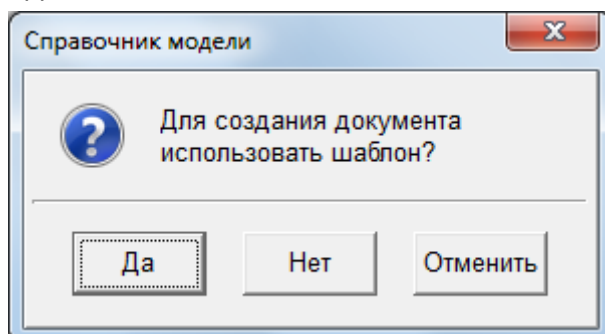 Справочник модели
Для создания документа
использовать шаблон?
Да
Нет
Отменить